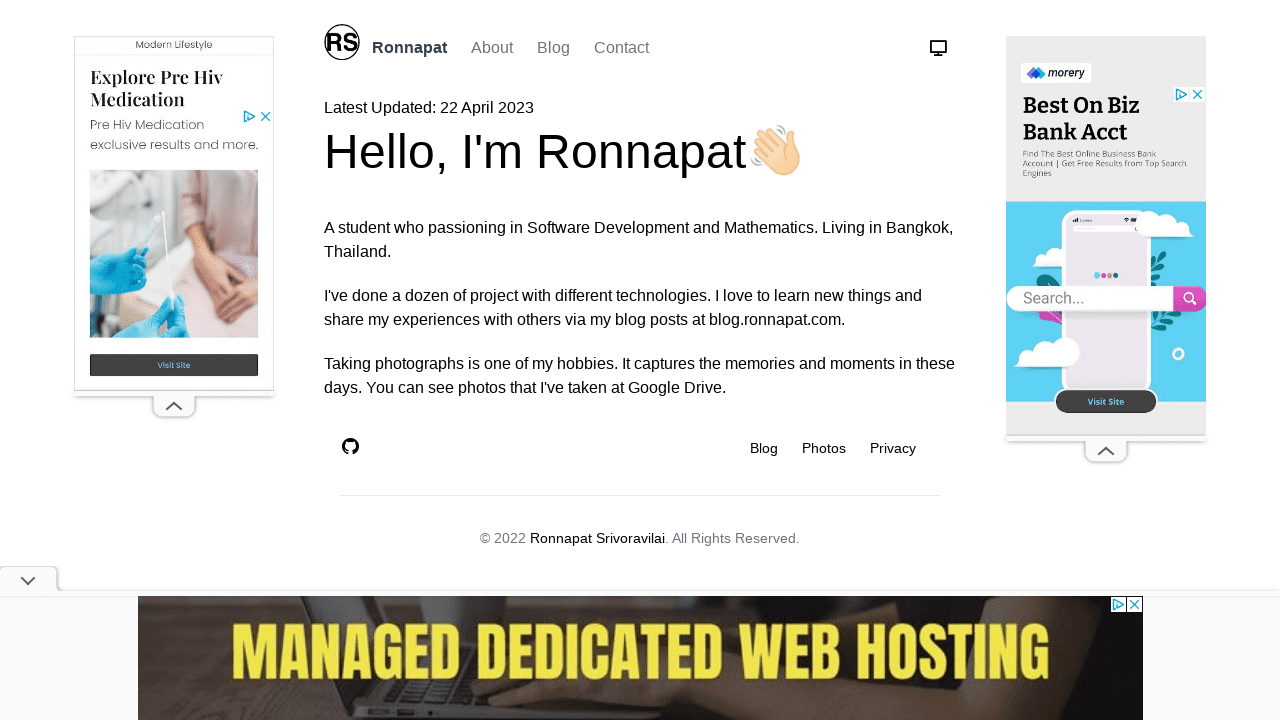 RS
Ronnapat
About
Blog
Contact
Latest Updated: 22 April 2023
Hello, I'm Ronnapat
A student who passioning in Software Development and Mathematics. Living in Bangkok,
Thailand.
I've done a dozen of project with different technologies. I love to learn new things and
share my experiences with others via my blog posts at blog.ronnapat.com.
Taking photographs is one of my hobbies. It captures the memories and moments in these
days. You can see photos that I've taken at Google Drive.
Blog
Photos
Privacy
© 2022 Ronnapat Srivoravilai. All Rights Reserved.
Modern Lifestyle
Explore Pre Hiv
Medication
Pre Hiv Medication
exclusive results and more.
Visit Site
morery
Best On Biz
Bank Acct
Find The Best Online Business Bank
Account | Get Free Results from Top Search
Engines
Search...
Visit Site
MANAGED DEDICATED WEB HOSTING